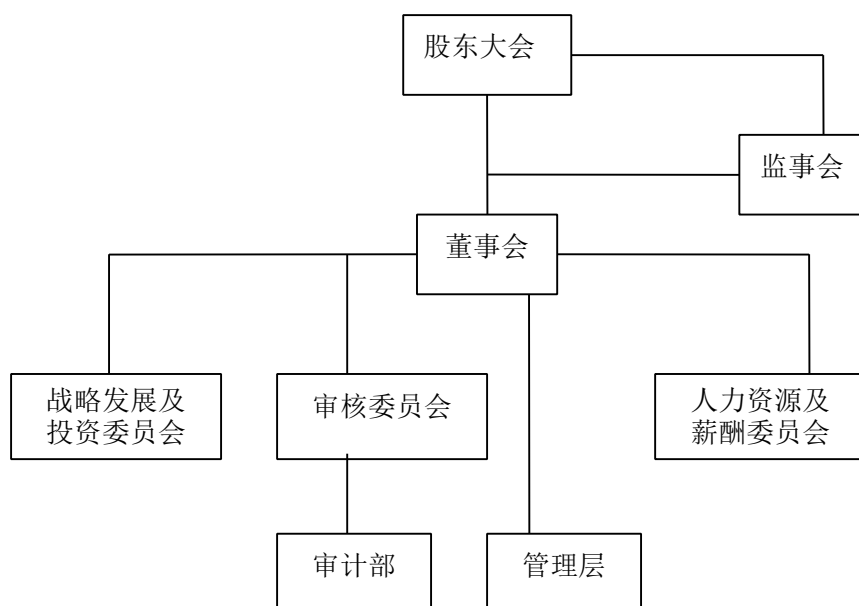 股东大会
监事会
董事会
战略发展及
投资委员会
审核委员会
人力资源及
薪酬委员会
审计部
管理层